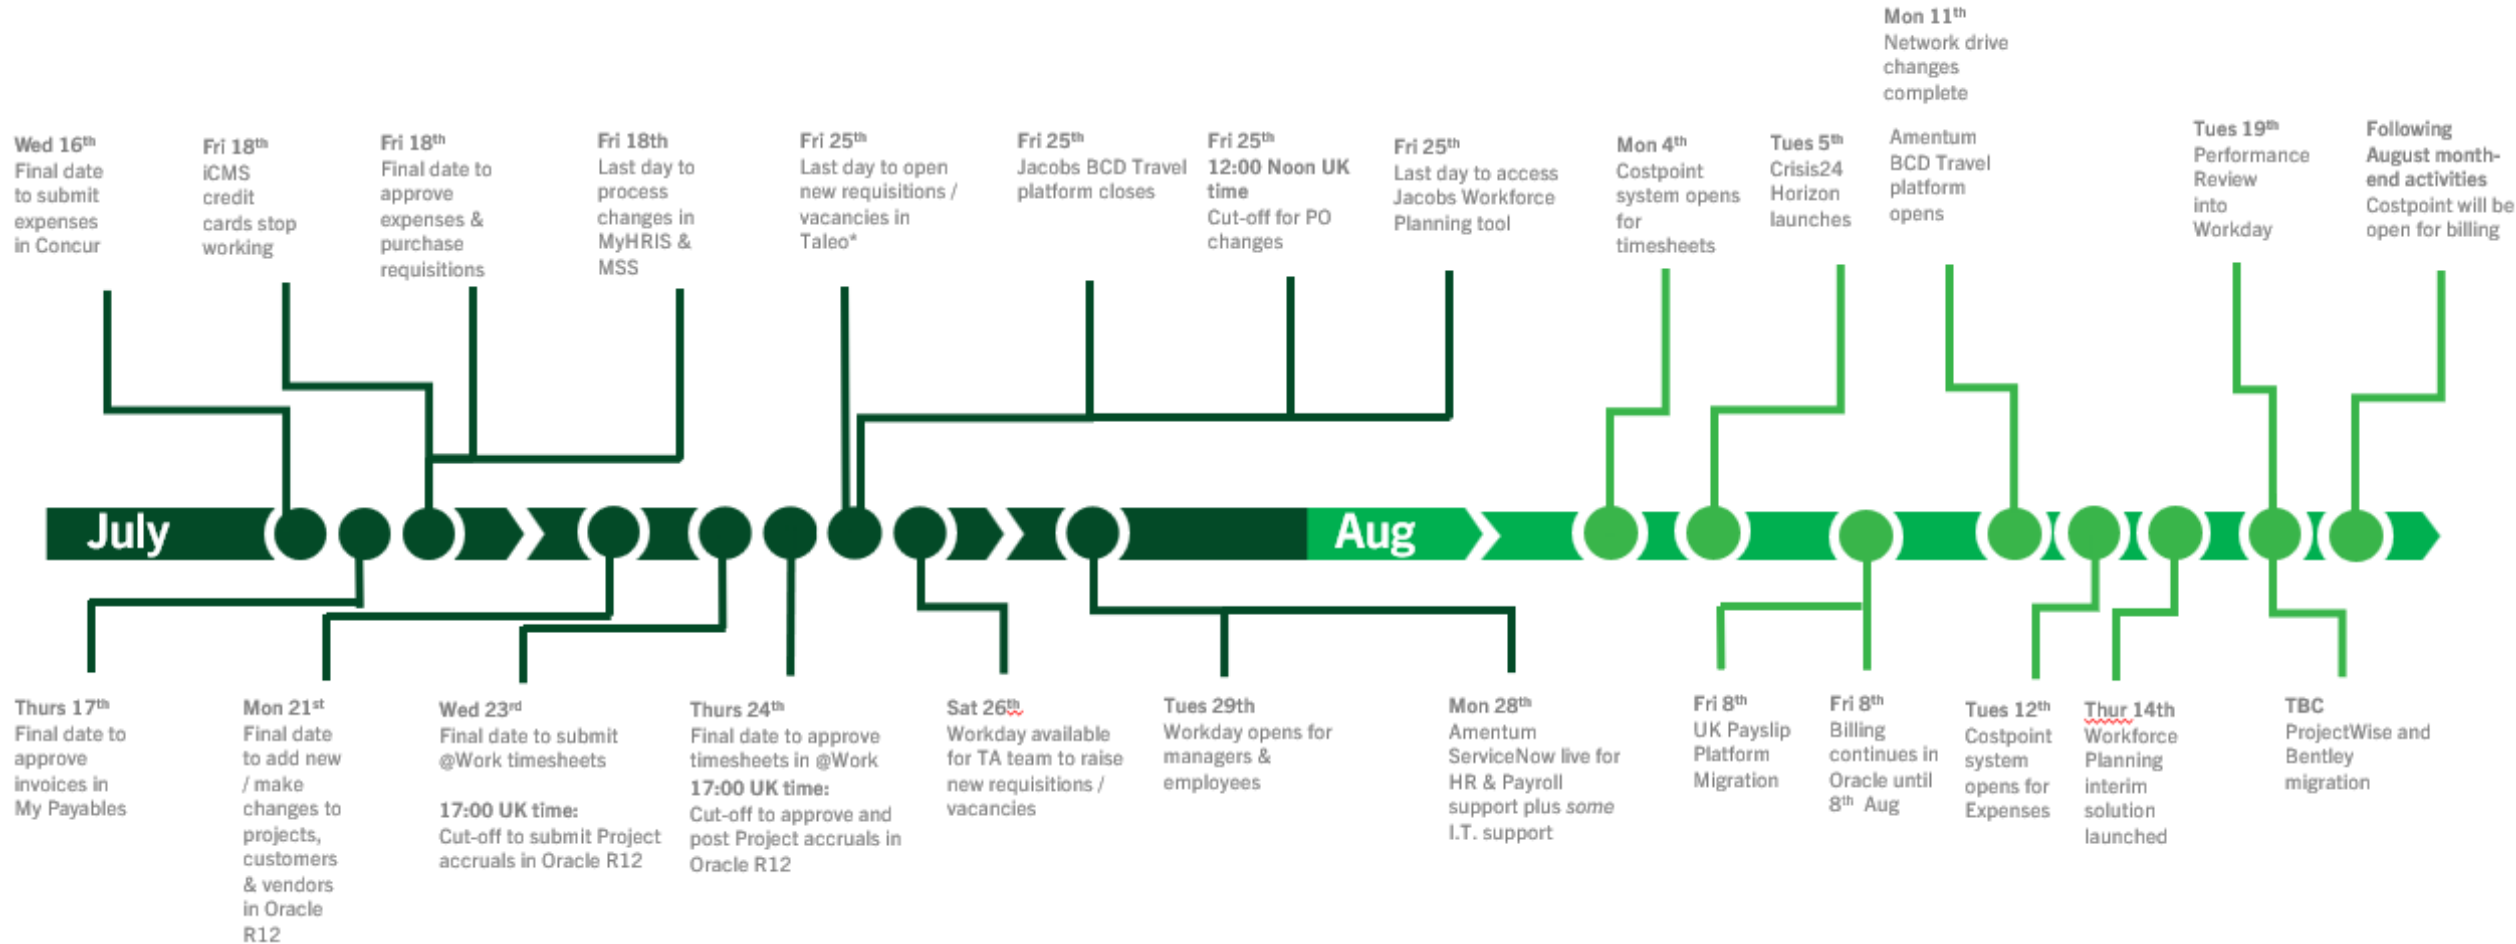 Mon 11th
Network drive
changes
complete
Wed 16th
Final date
to submit
expenses
in Concur
Fri 18th
iCMS
credit
cards stop
working
Fri 18th
Final date to
approve
expenses &
purchase
requisitions
Fri 18th
Last day to
process
changes in
MyHRIS &
MSS
Fri 25th
Last day to open
new requisitions /
vacancies in
Taleo*
Fri 25th
Jacobs BCD Travel
platform closes
Fri 25th
12:00 Noon UK
time
Cut-off for PO
changes
Fri 25th
Last day to access
Jacobs Workforce
Planning tool
Mon 4th
Costpoint
system opens
for
timesheets
Tues 5th
Crisis24
Horizon
launches
Amentum
BCD Travel
platform
opens
Tues 19th
Performance
Review
into
Workday
Following
August month-
end activities
Costpoint will be
open for billing
July
Aug
Thurs 17th
Final date to
approve
invoices in
My Payables
Mon 21st
Final date
to add new
/ make
changes to
projects,
customers
& vendors
in Oracle
R12
Wed 23rd
Final date to submit
@Work timesheets
17:00 UK time:
Cut-off to submit Project
accruals in Oracle R12
Thurs 24th
Final date to approve
timesheets in @Work
17:00 UK time:
Cut-off to approve and
post Project accruals in
Oracle R12
Sat 26th
Workday available
for TA team to raise
new requisitions /
vacancies
Tues 29th
Workday opens for
managers &
employees
Mon 28th
Amentum
ServiceNow live for
HR & Payroll
support plus some
I.T. support
Fri 8th
UK Payslip
Platform
Migration
Fri 8th
Billing
continues in
Oracle until
8th Aug
Tues 12th
Costpoint
system
opens for
Expenses
Thur 14th
Workforce
Planning
interim
solution
launched
TBC
ProjectWise and
Bentley
migration